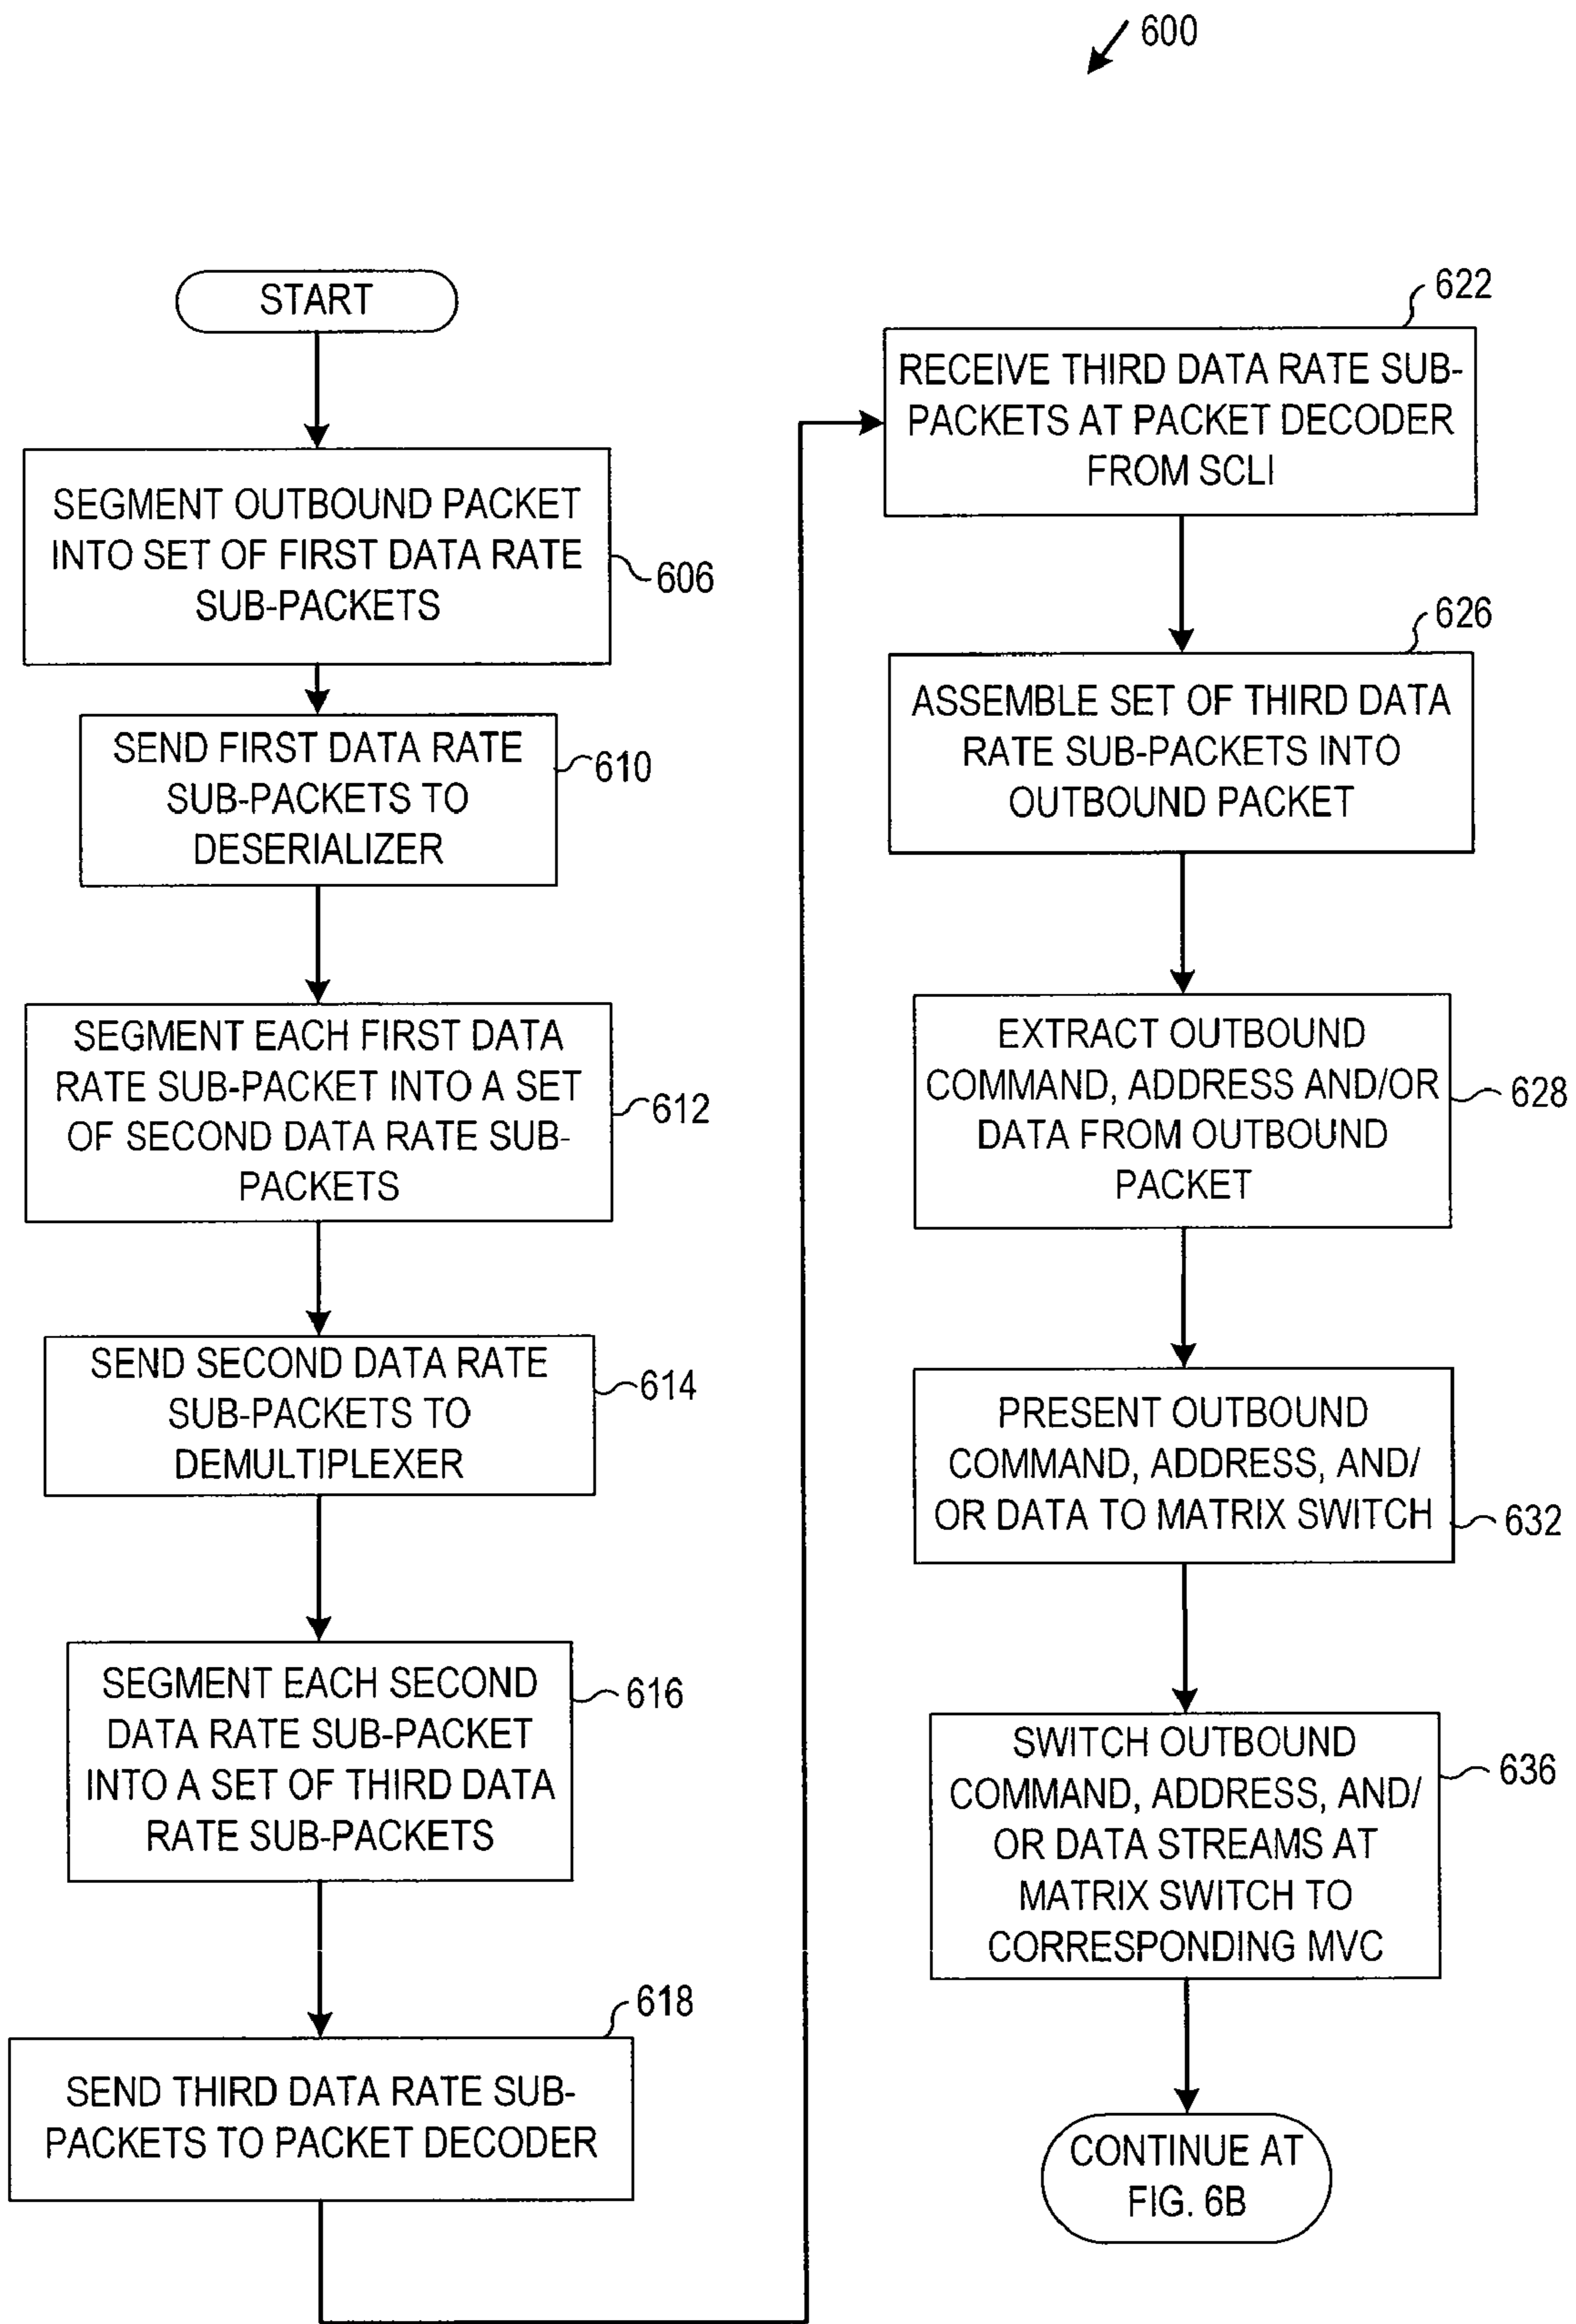 600
START
SEGMENT OUTBOUND PACKET
INTO SET OF FIRST DATA RATE
SUB-PACKETS
606
SEND FIRST DATA RATE
SUB-PACKETS TO
DESERIALIZER
610
SEGMENT EACH FIRST DATA
RATE SUB-PACKET INTO A SET
OF SECOND DATA RATE SUB-
PACKETS
612
SEND SECOND DATA RATE
SUB-PACKETS TO
DEMULTIPLEXER
614
SEGMENT EACH SECOND
DATA RATE SUB-PACKET
INTO A SET OF THIRD DATA
RATE SUB-PACKETS
616
618
SEND THIRD DATA RATE SUB-
PACKETS TO PACKET DECODER
622
RECEIVE THIRD DATA RATE SUB-
PACKETS AT PACKET DECODER
FROM SCLI
626
ASSEMBLE SET OF THIRD DATA
RATE SUB-PACKETS INTO
OUTBOUND PACKET
EXTRACT OUTBOUND
COMMAND, ADDRESS AND/OR
DATA FROM OUTBOUND
PACKET
628
PRESENT OUTBOUND
COMMAND, ADDRESS, AND/
OR DATA TO MATRIX SWITCH
632
SWITCH OUTBOUND
COMMAND, ADDRESS, AND/
OR DATA STREAMS AT
MATRIX SWITCH TO
CORRESPONDING MVC
636
CONTINUE AT
FIG. 6B